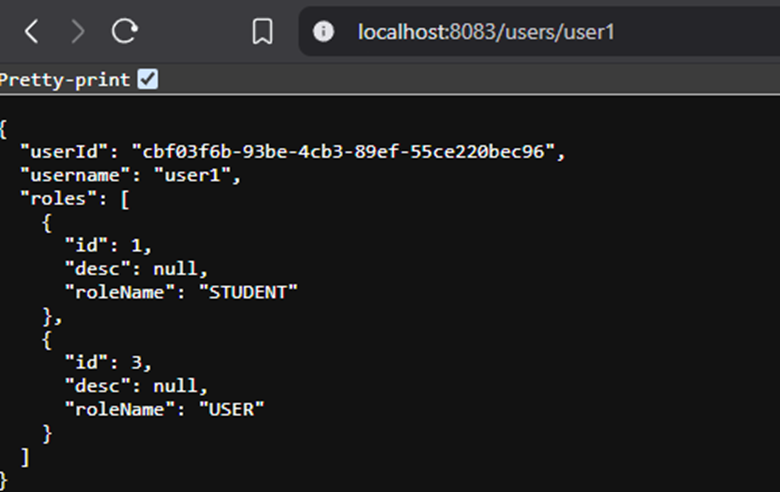 localhost:8083/users/user1
Pretty-print
{
  "userId": "cbf03f6b-93be-4cb3-89ef-55ce220bec96",
  "username": "user1",
  "roles": [
    {
      "id": 1,
      "desc": null,
      "roleName": "STUDENT"
    },
    {
      "id": 3,
      "desc": null,
      "roleName": "USER"
    }
  ]
}